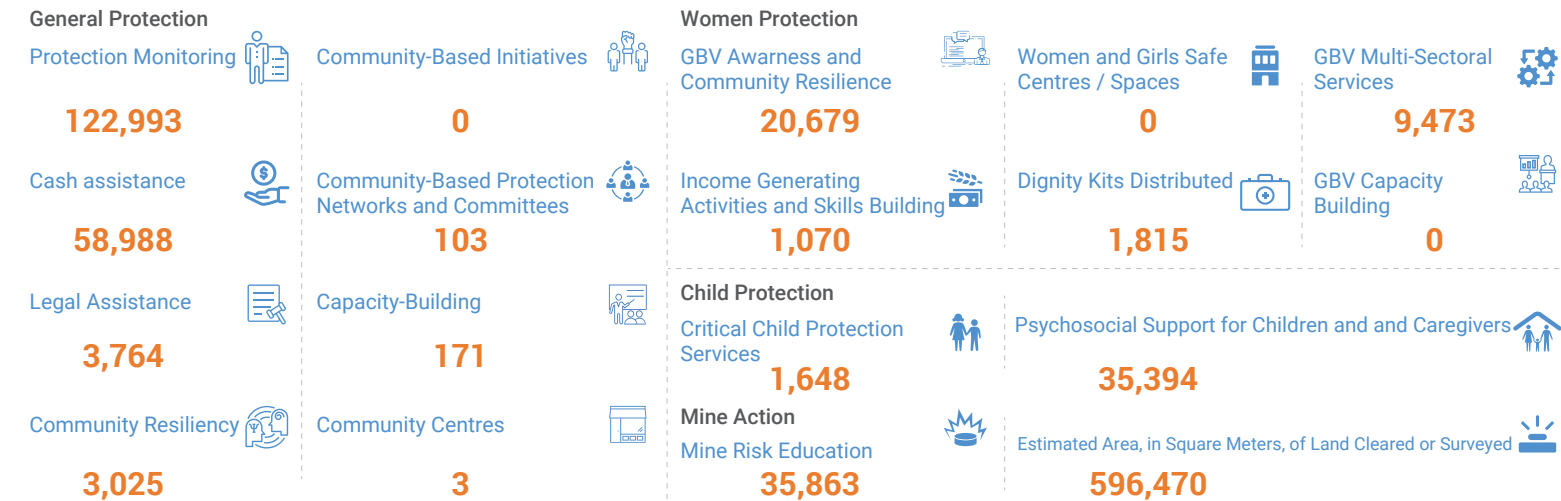 General Protection
Protection Monitoring
122,993
Community-Based Initiatives
0
Cash assistance
58,988
Community-Based Protection
Networks and Committees
103
Legal Assistance
3,764
Capacity-Building
171
Community Resiliency
3,025
Community Centres
3
Women Protection
GBV Awarness and
Community Resilience
20,679
Women and Girls Safe
Centres / Spaces
0
GBV Multi-Sectoral
Services
9,473
Income Generating
Activities and Skills Building
1,070
Dignity Kits Distributed
1,815
GBV Capacity
Building
0
Child Protection
Critical Child Protection
Services
1,648
Psychosocial Support for Children and and Caregivers
35,394
Mine Action
Mine Risk Education
35,863
Estimated Area, in Square Meters, of Land Cleared or Surveyed
596,470